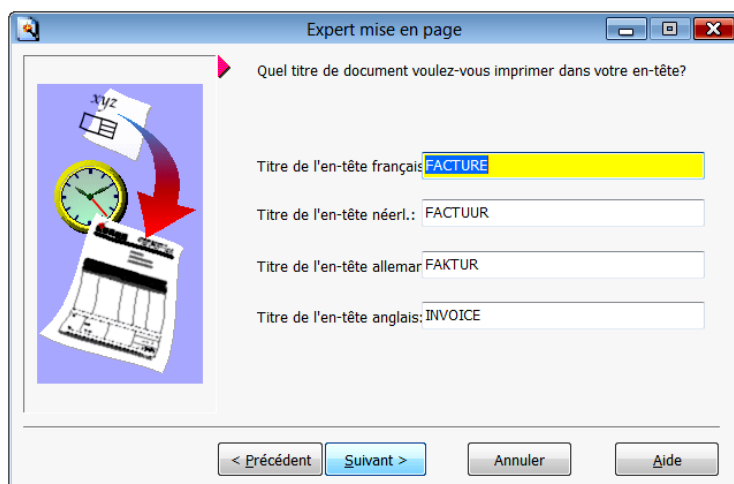 Expert mise en page
xyz
Quel titre de document voulez-vous imprimer dans votre en-tête?
Titre de l'en-tête français FACTURE
Titre de l'en-tête néerl.: FACTUUR
Titre de l'en-tête alleman FAKTUR
Titre de l'en-tête anglais: INVOICE
< Précédent Suivant > Annuler Aide